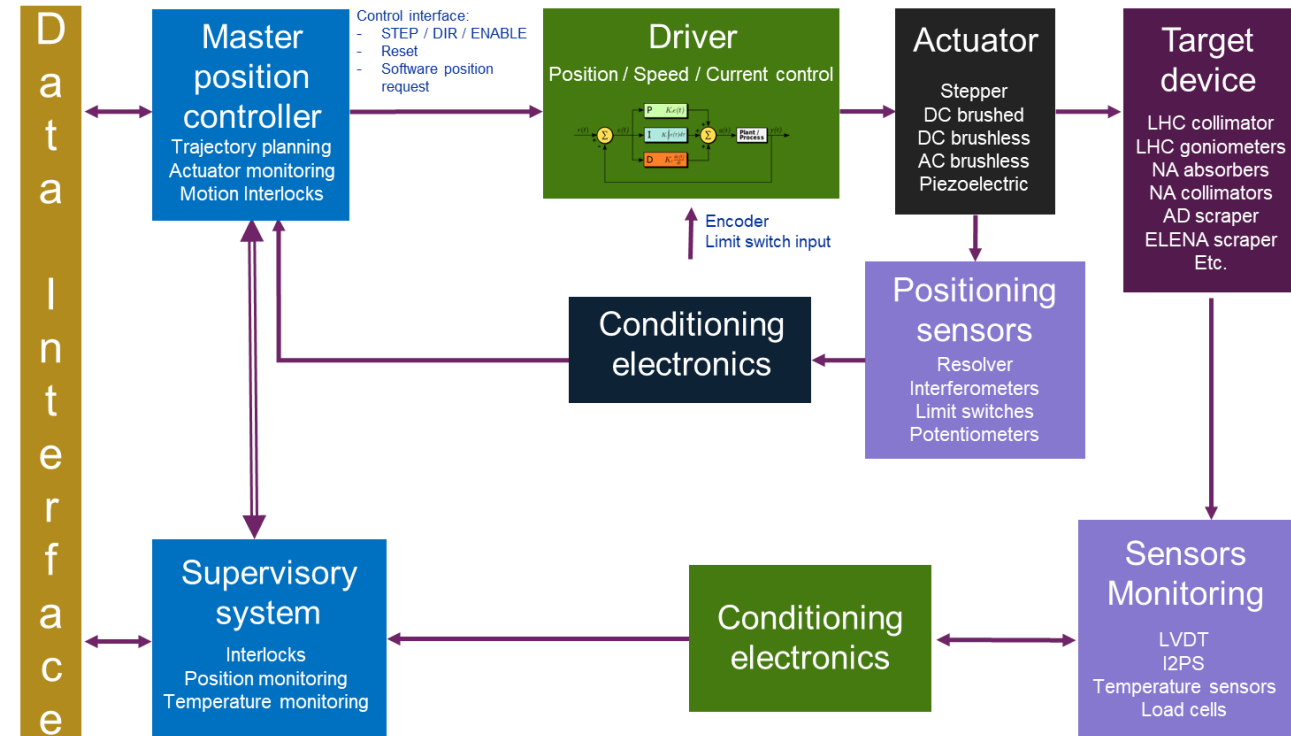 Data Interface
Master
position
controller
Trajectory planning
Actuator monitoring
Motion Interlocks
Control interface:
- STEP / DIR / ENABLE
- Reset
- Software position
request
Driver
Position / Speed / Current control
P
I
D
Σ
Σ
Plant /
Process
Encoder
Limit switch input
Actuator
Stepper
DC brushed
DC brushless
AC brushless
Piezoelectric
Target
device
LHC collimator
LHC goniometers
NA absorbers
NA collimators
AD scraper
ELENA scraper
Etc.
Positioning
sensors
Resolver
Interferometers
Limit switches
Potentiometers
Conditioning
electronics
Supervisory
system
Interlocks
Position monitoring
Temperature monitoring
Conditioning
electronics
Sensors
Monitoring
LVDT
I2PS
Temperature sensors
Load cells